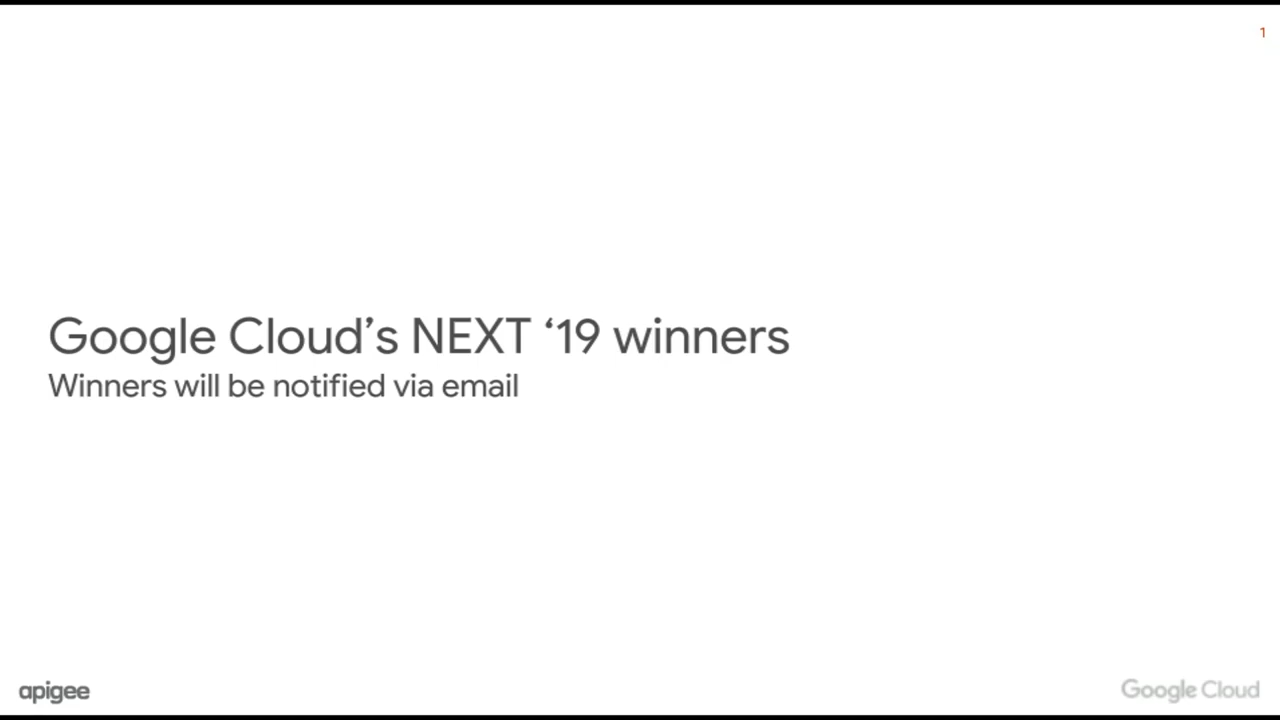 1
Google Cloud’s NEXT ‘19 winners
Winners will be notified via email
apigee
Google Cloud